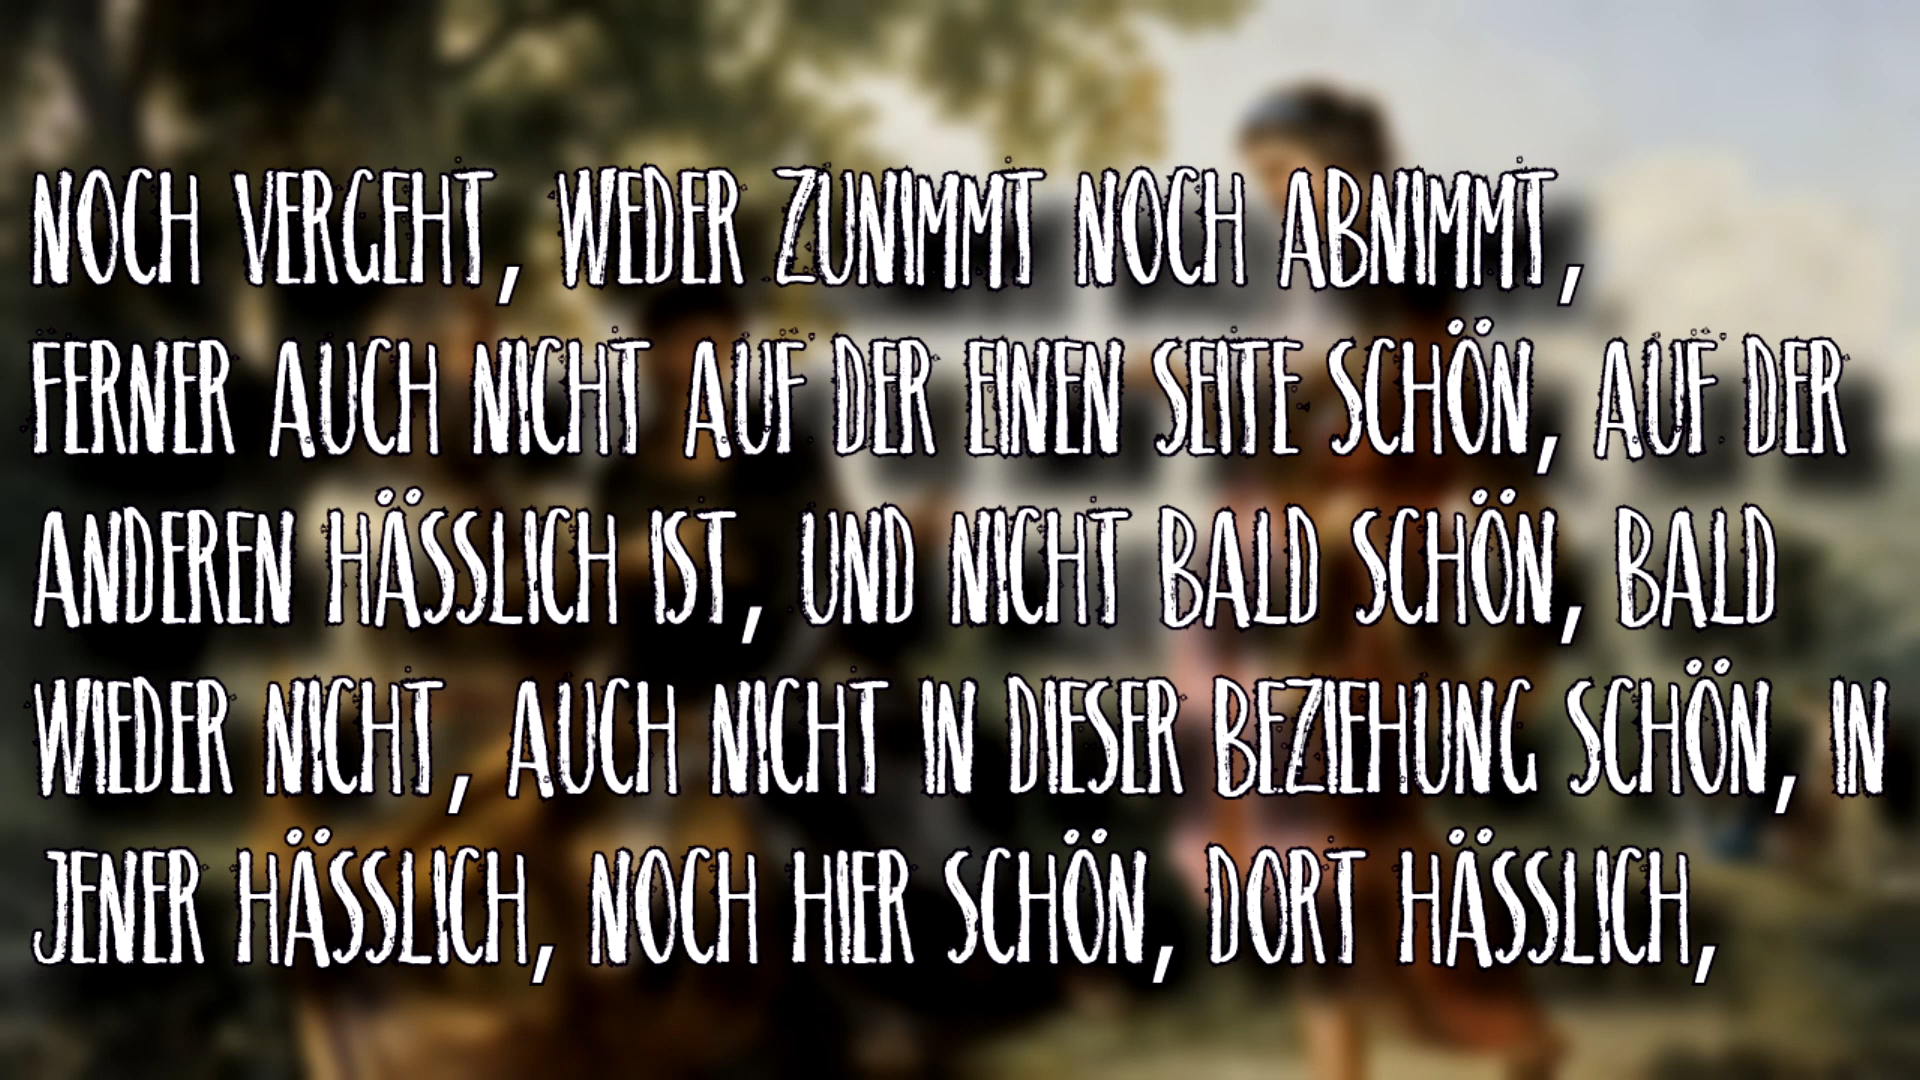 NOCH VERGEHT, WEDER ZUNIMMT NOCH ABNIMMT,
FERNER AUCH NICHT AUF DER EINEN SEITE SCHÖN, AUF DER
ANDEREN HÄSSLICH IST, UND NICHT BALD SCHÖN, BALD
WIEDER NICHT, AUCH NICHT IN DIESER BEZIEHUNG SCHÖN, IN
JENER HÄSSLICH, NOCH HIER SCHÖN, DORT HÄSSLICH,